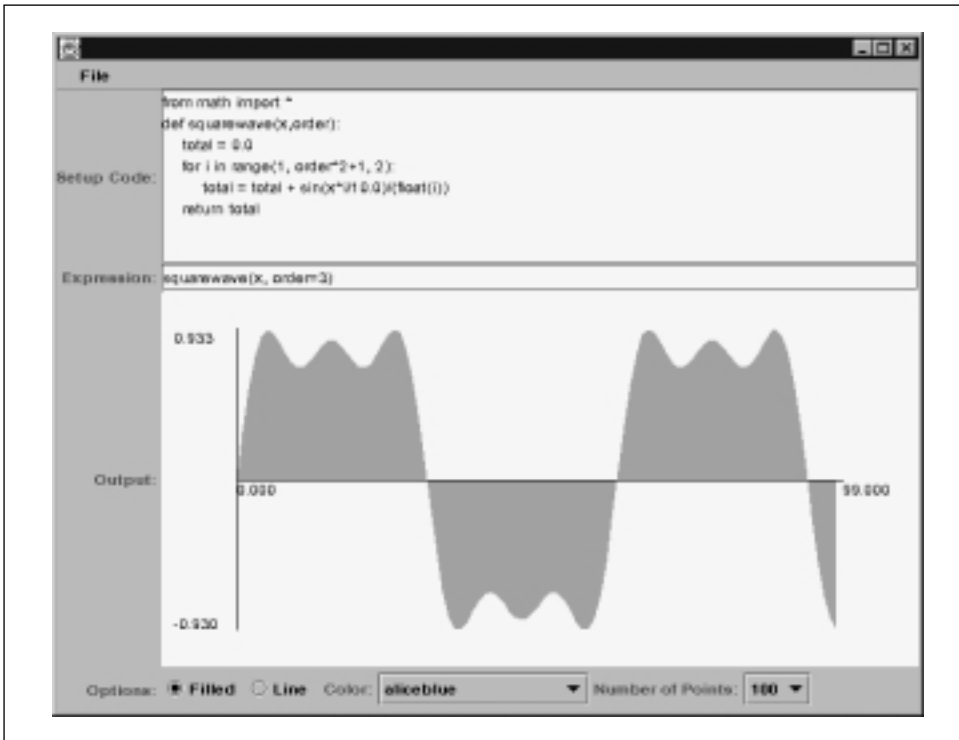 File
Setup Code:
from math import *
def squarewave(x,order):
total = 0.0
for i in range(1, order*2+1, 2):
total = total + sin(x*i/10.0)/(float(i))
return total
Expression: squarewave(x, order=3)
Output:
0.933
0.000
99.000
-0.930
Options: Filled Line Color: aliceblue Number of Points: 100